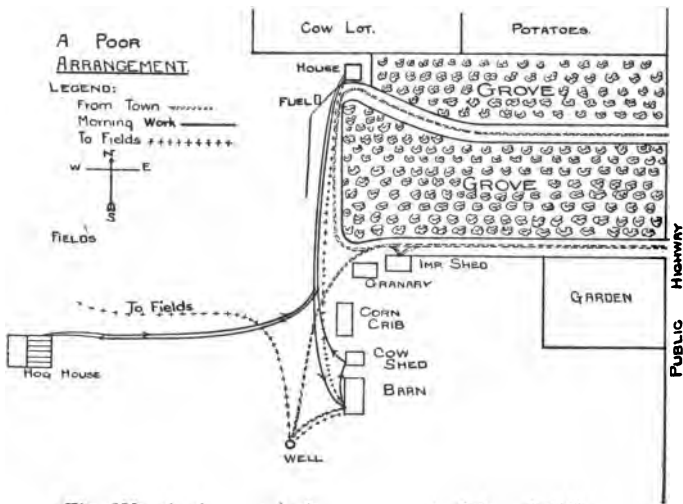 A POOR
ARRANGEMENT.
LEGEND:
From Town
Morning Work
To Fields
N
W E
S
FIELDS
COW LOT.
POTATOES.
HOUSE
GROVE
FUEL
GROVE
IMP. SHED
GRANARY
GARDEN
PUBLIC HIGHWAY
To Fields
CORN
CRIB
COW
SHED
HOG HOUSE
BARN
WELL